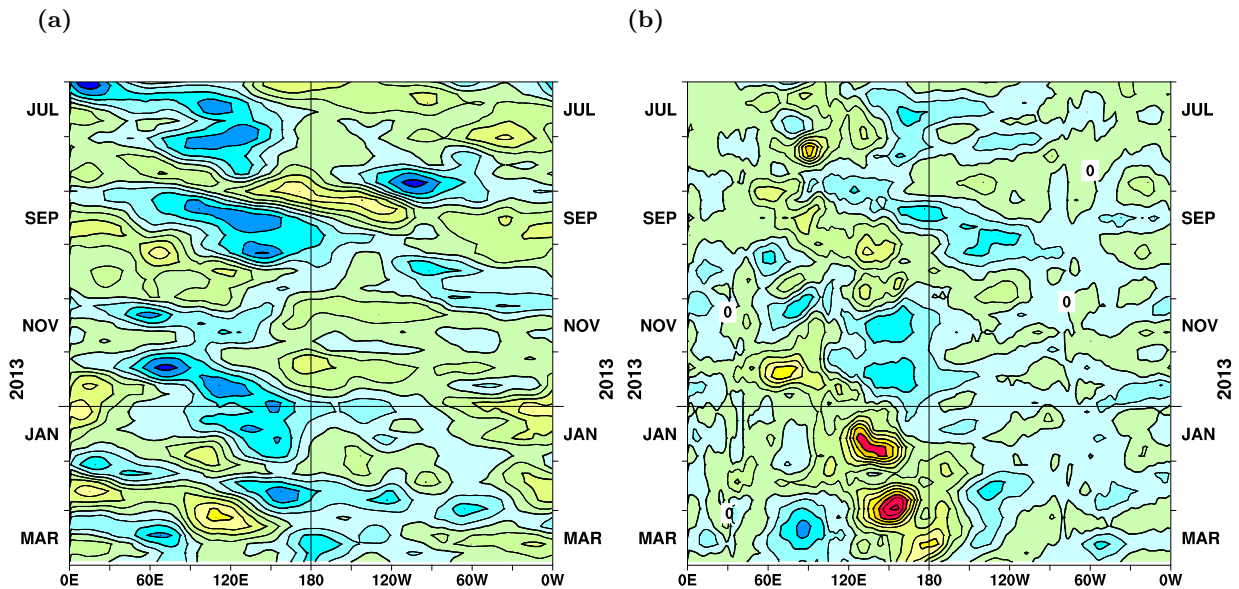 (a) (b)
JUL JUL JUL JUL
0
SEP SEP SEP SEP
0 0
NOV NOV NOV NOV
2013 2013 2013 2013
JAN JAN JAN JAN
0
MAR MAR MAR MAR
0E 60E 120E 180 120W 60W 0W 0E 60E 120E 180 120W 60W 0W